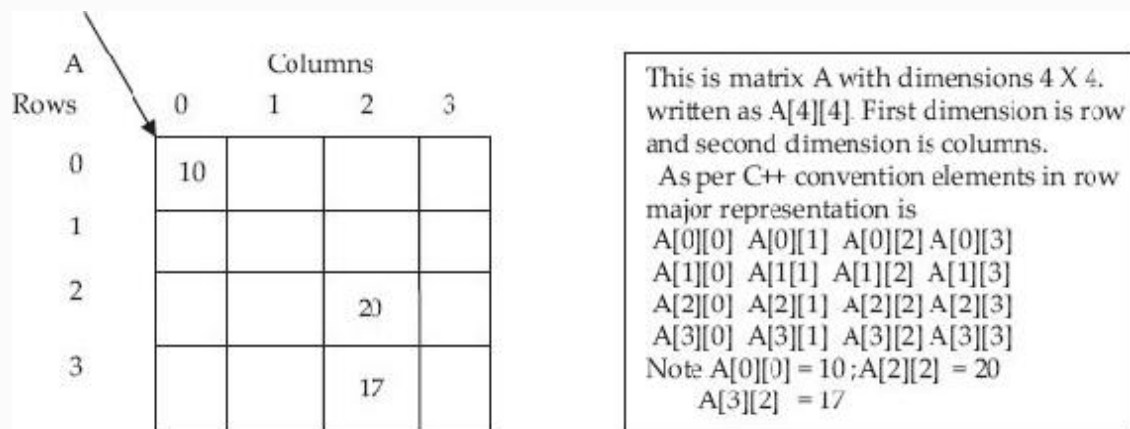 A Columns
Rows 0 1 2 3
0 10
1
2 20
3 17
This is matrix A with dimensions 4 X 4.
written as A[4][4]. First dimension is row
and second dimension is columns.
As per C++ convention elements in row
major representation is
A[0][0] A[0][1] A[0][2] A[0][3]
A[1][0] A[1[1] A[1][2] A[1][3]
A[2][0] A[2][1] A[2][2] A[2][3]
A[3][0] A[3][1] A[3][2] A[3][3]
Note A[0][0] = 10 ;A[2][2] = 20
A[3][2] = 17